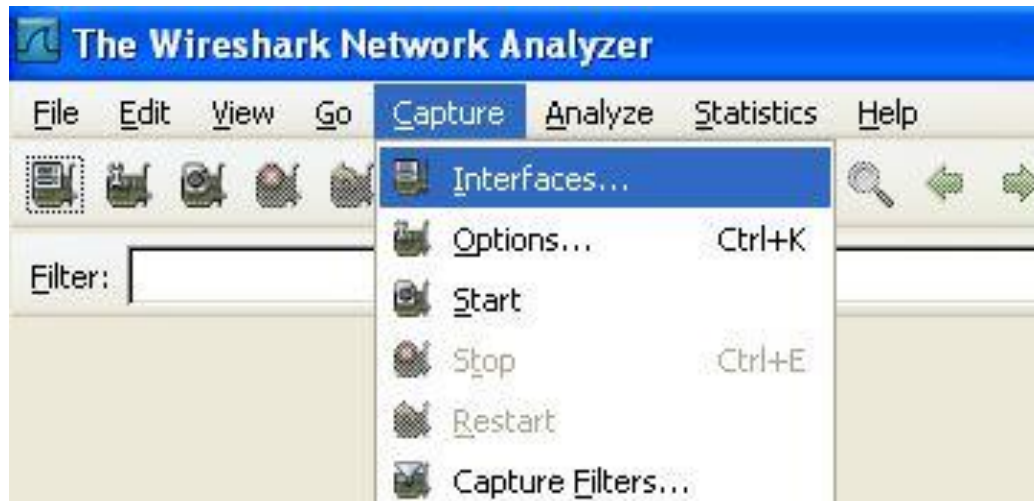 The Wireshark Network Analyzer
File Edit View Go Capture Analyze Statistics Help
Interfaces...
Options... Ctrl+K
Filter:
Start
Stop Ctrl+E
Restart
Capture Filters...